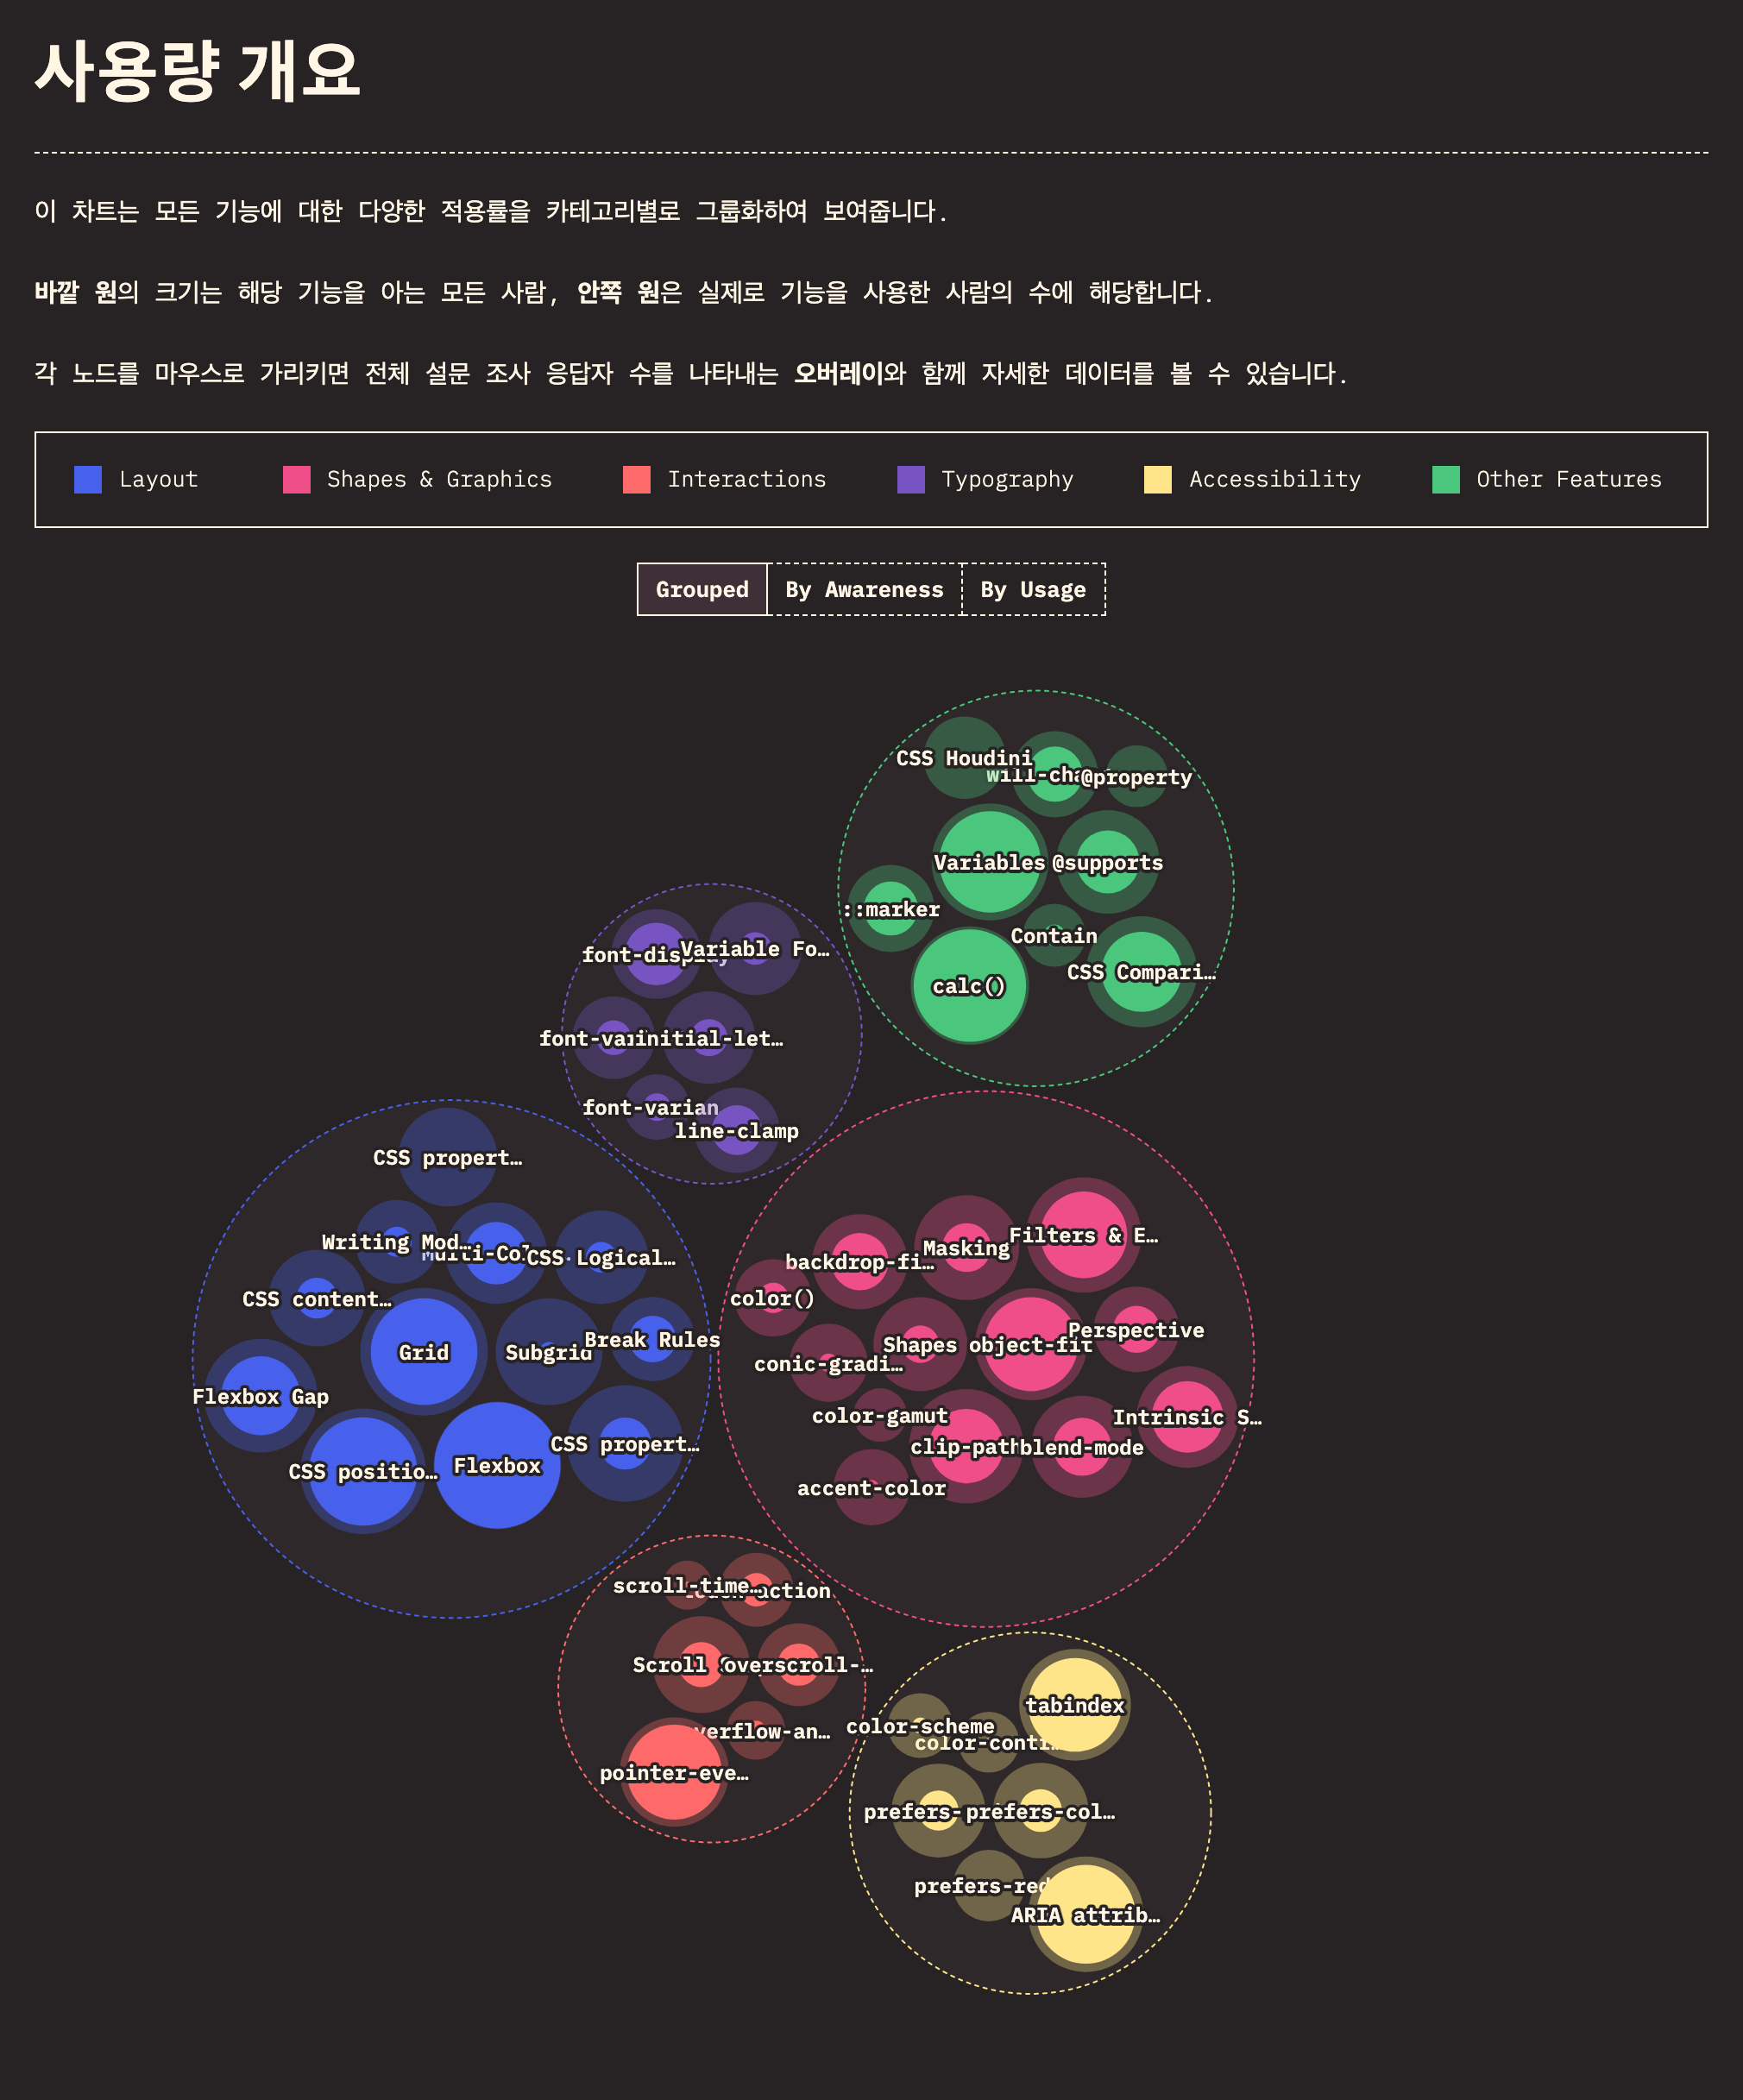 사용량 개요
이 차트는 모든 기능에 대한 다양한 적용률을 카테고리별로 그룹화하여 보여줍니다.
바깥 원의 크기는 해당 기능을 아는 모든 사람, 안쪽 원은 실제로 기능을 사용한 사람의 수에 해당합니다.
각 노드를 마우스로 가리키면 전체 설문 조사 응답자 수를 나타내는 오버레이와 함께 자세한 데이터를 볼 수 있습니다.
Layout Shapes & Graphics Interactions Typography Accessibility Other Features
Grouped By Awareness By Usage
CSS Houdini
will-cha
@property
Variables
@supports
::marker
Contain
CSS Compari…
calc()
font-display
Variable Fo…
font-va
initial-let…
font-varian
line-clamp
CSS propert…
Writing Mod…
Multi-Col
CSS Logical…
CSS content…
Grid
Subgrid
Break Rules
Flexbox Gap
CSS positio…
Flexbox
CSS propert…
Filters & E…
Masking
backdrop-fi…
color()
Shapes
object-fit
Perspective
conic-gradi…
color-gamut
clip-path
blend-mode
Intrinsic S…
accent-color
scroll-time…
action
Scroll
overscroll-…
verflow-an…
pointer-eve…
tabindex
color-scheme
color-contr…
prefers-
prefers-col…
prefers-red
ARIA attrib…